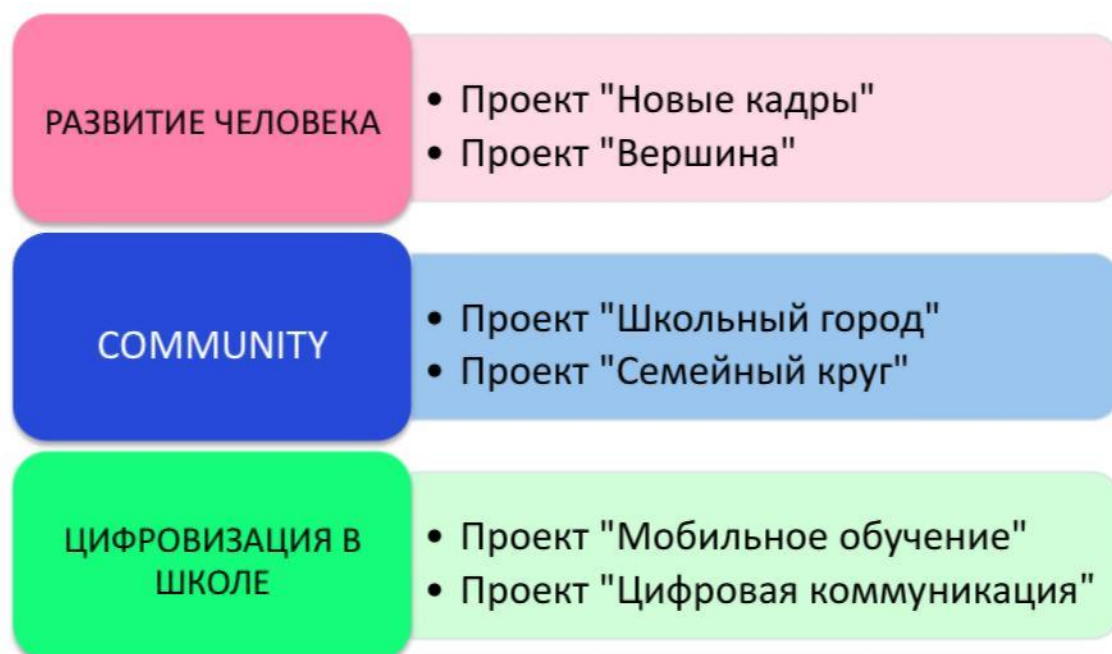 РАЗВИТИЕ ЧЕЛОВЕКА
• Проект "Новые кадры"
• Проект "Вершина"
COMMUNITY
• Проект "Школьный город"
• Проект "Семейный круг"
ЦИФРОВИЗАЦИЯ В
ШКОЛЕ
• Проект "Мобильное обучение"
• Проект "Цифровая коммуникация"